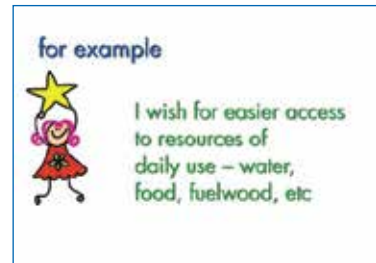 for example
I wish for easier access
to resources of
daily use – water,
food, fuelwood, etc